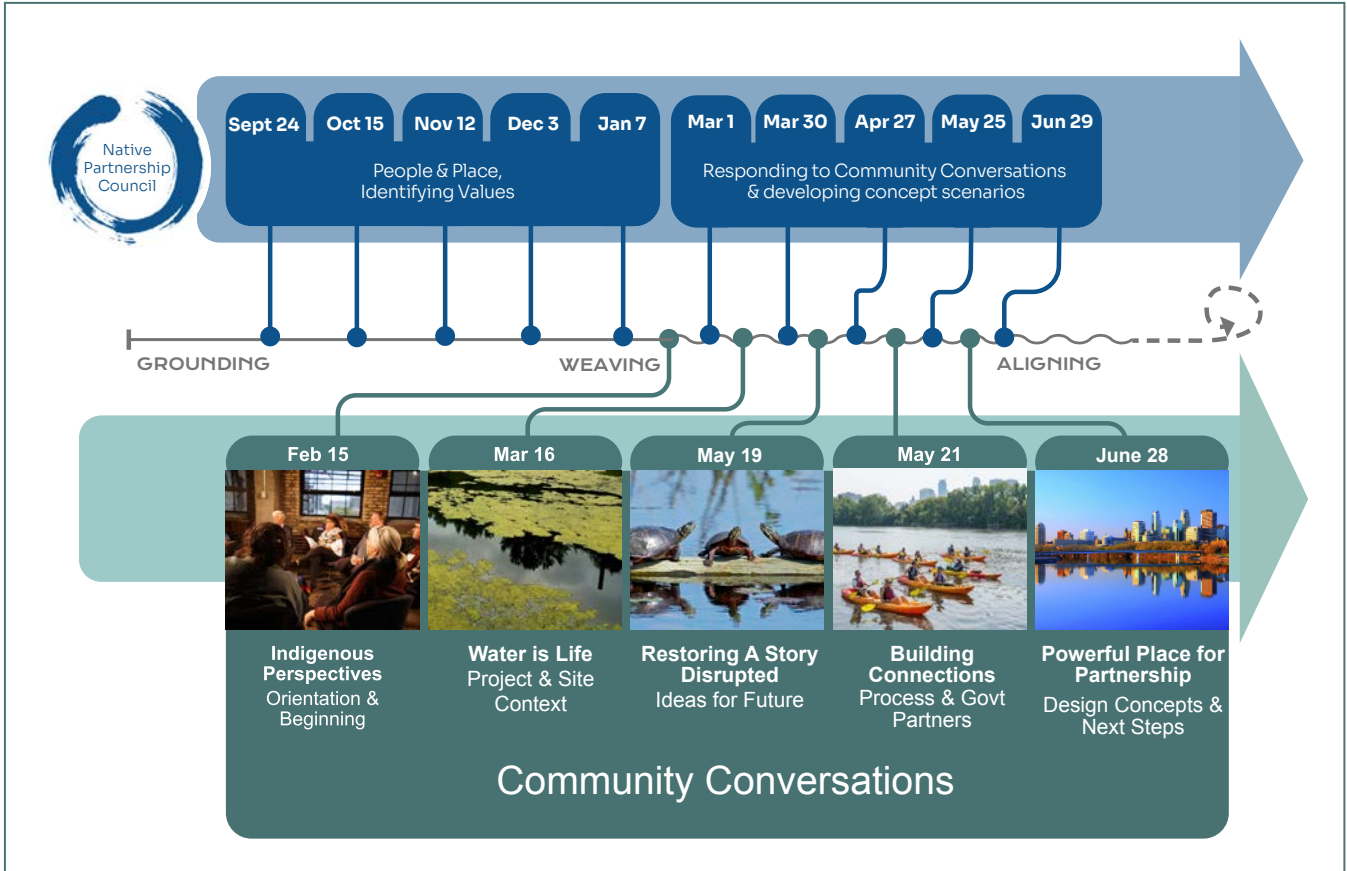 Native
Partnership
Council
Sept 24
Oct 15
Nov 12
Dec 3
Jan 7
People & Place,
Identifying Values
Mar 1
Mar 30
Apr 27
May 25
Jun 29
Responding to Community Conversations
& developing concept scenarios
GROUNDING
WEAVING
ALIGNING
Feb 15
Mar 16
May 19
May 21
June 28
Indigenous
Perspectives
Orientation &
Beginning
Water is Life
Project & Site
Context
Restoring A Story
Disrupted
Ideas for Future
Building
Connections
Process & Govt
Partners
Powerful Place for
Partnership
Design Concepts &
Next Steps
Community Conversations